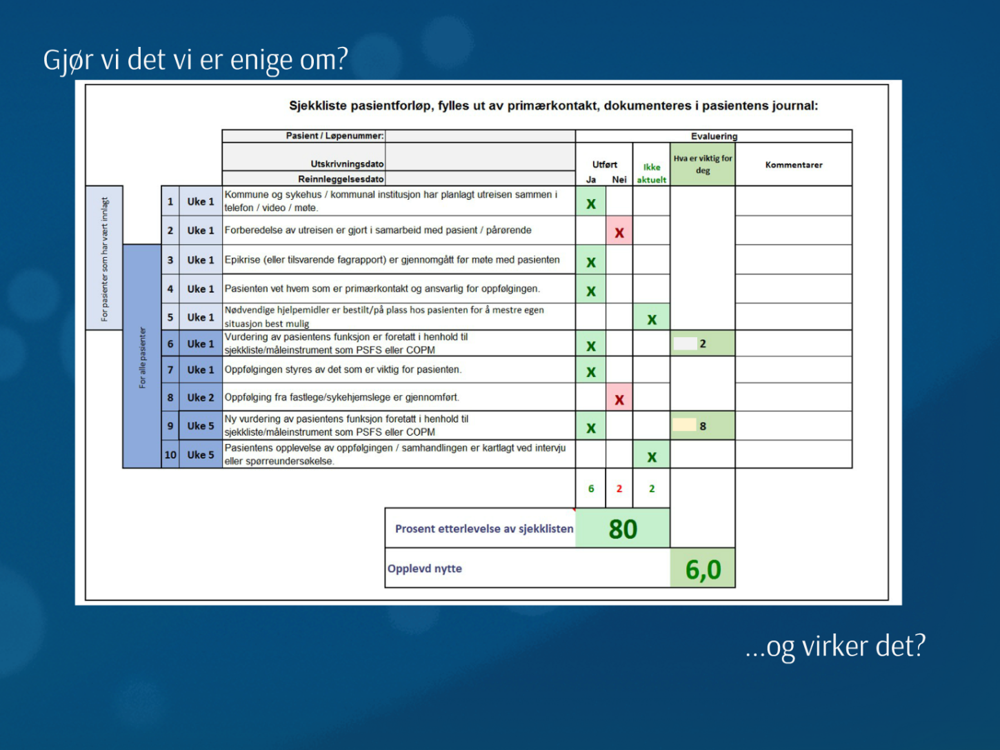 Gjør vi det vi er enige om?
Sjekkliste pasientforløp, fylles ut av primærkontakt, dokumenteres i pasientens journal:
Pasient / Løpenummer:
Evaluering
Utskrivningsdato
Reinnleggelsesdato
Utført
Ja Nei
Ikke
aktuelt
Hva er viktig for
deg
Kommentarer
For pasienter som har vært innlagt
For alle pasienter
1 Uke 1 Kommune og sykehus / kommunal institusjon har planlagt utreisen sammen i
telefon / video / møte. X
2 Uke 1 Forberedelse av utreisen er gjort i samarbeid med pasient / pårørende X
3 Uke 1 Epikrise (eller tilsvarende fagrapport) er gjennomgått før møte med pasienten X
4 Uke 1 Pasienten vet hvem som er primærkontakt og ansvarlig for oppfølgingen. X
5 Uke 1 Nødvendige hjelpemidler er bestilt/på plass hos pasienten for å mestre egen
situasjon best mulig X
6 Uke 1 Vurdering av pasientens funksjon er foretatt i henhold til
sjekkliste/måleinstrument som PSFS eller COPM X 2
7 Uke 1 Oppfølgingen styres av det som er viktig for pasienten. X
8 Uke 2 Oppfølging fra fastlege/sykehjemslege er gjennomført. X
9 Uke 5 Ny vurdering av pasientens funksjon foretatt i henhold til
sjekkliste/måleinstrument som PSFS eller COPM X 8
10 Uke 5 Pasientens opplevelse av oppfølgingen / samhandlingen er kartlagt ved intervju
eller spørreundersøkelse. X
6 2 2
Prosent etterlevelse av sjekklisten 80
Opplevd nytte 6,0
...og virker det?